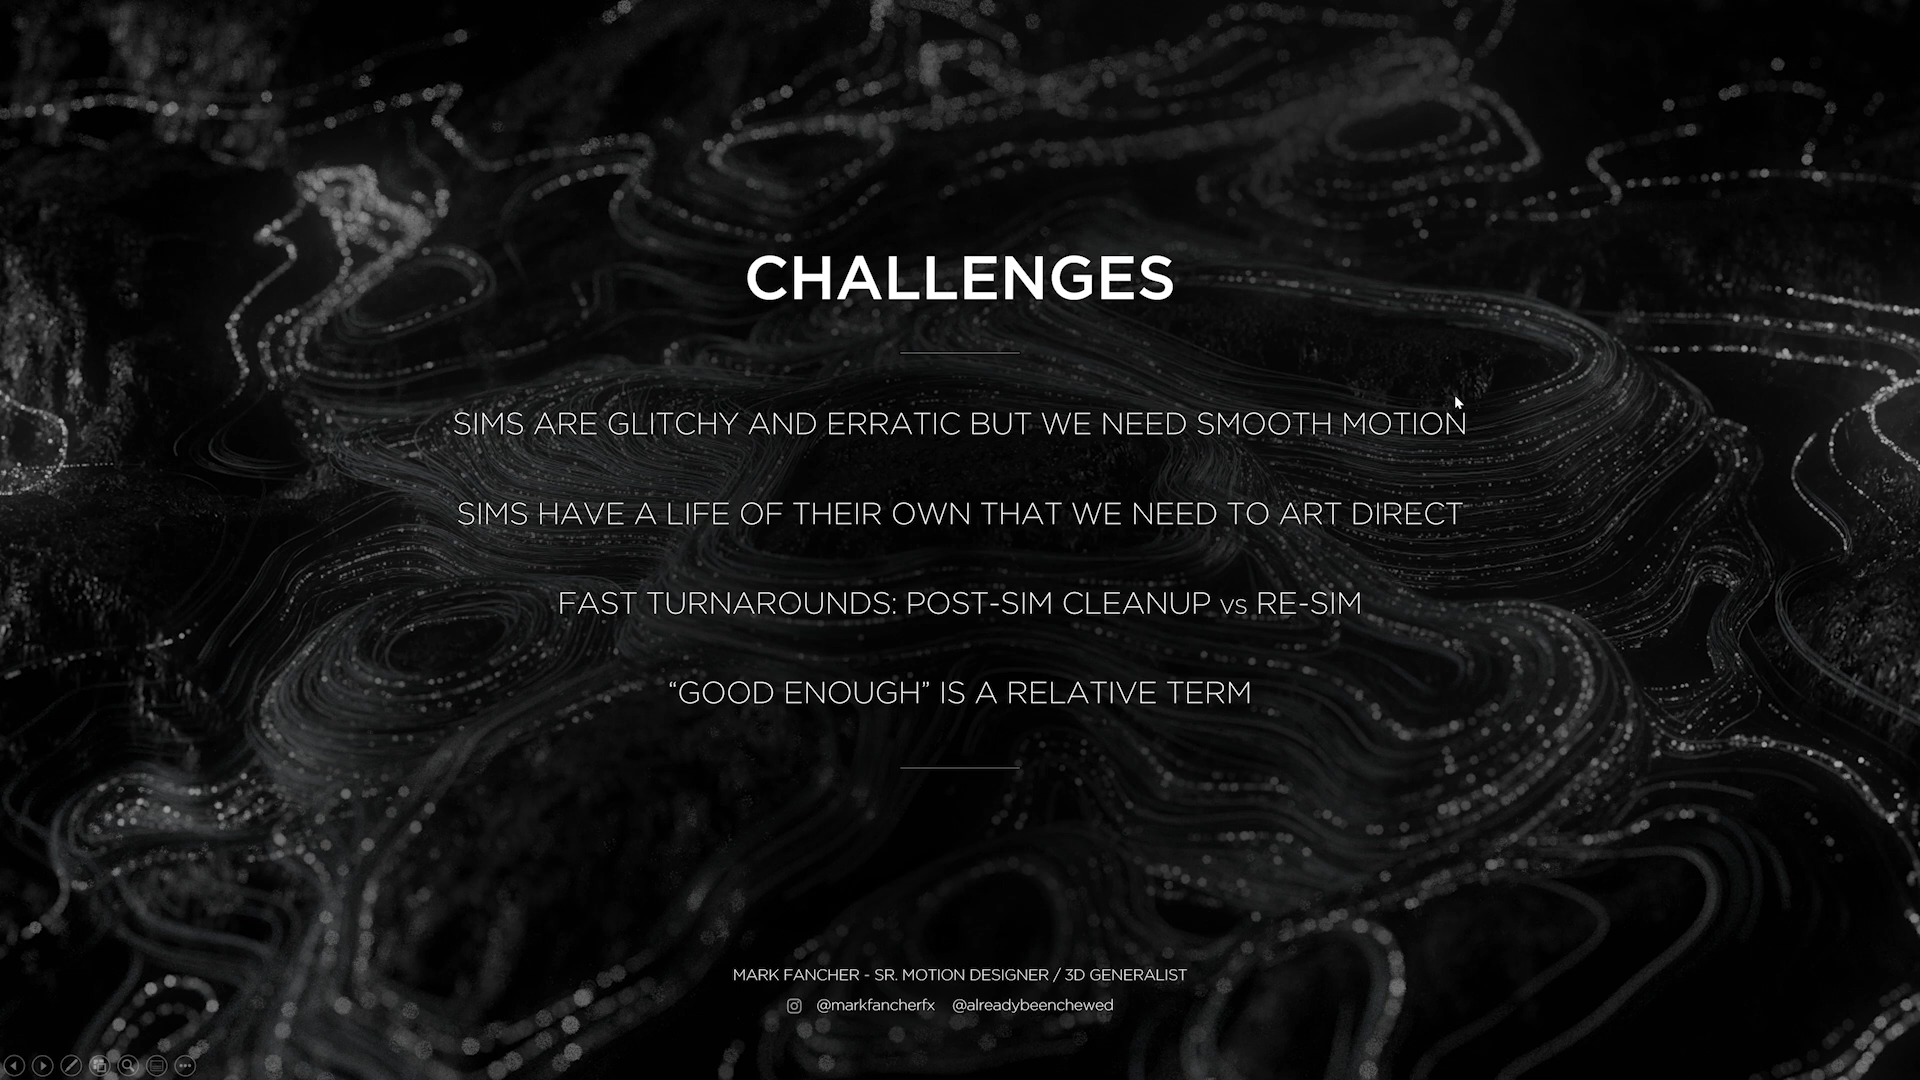 CHALLENGES
SIMS ARE GLITCHY AND ERRATIC BUT WE NEED SMOOTH MOTION
SIMS HAVE A LIFE OF THEIR OWN THAT WE NEED TO ART DIRECT
FAST TURNAROUNDS: POST-SIM CLEANUP vs RE-SIM
“GOOD ENOUGH” IS A RELATIVE TERM
MARK FANCHER - SR. MOTION DESIGNER / 3D GENERALIST
@markfancherfx @alreadybeenchewed